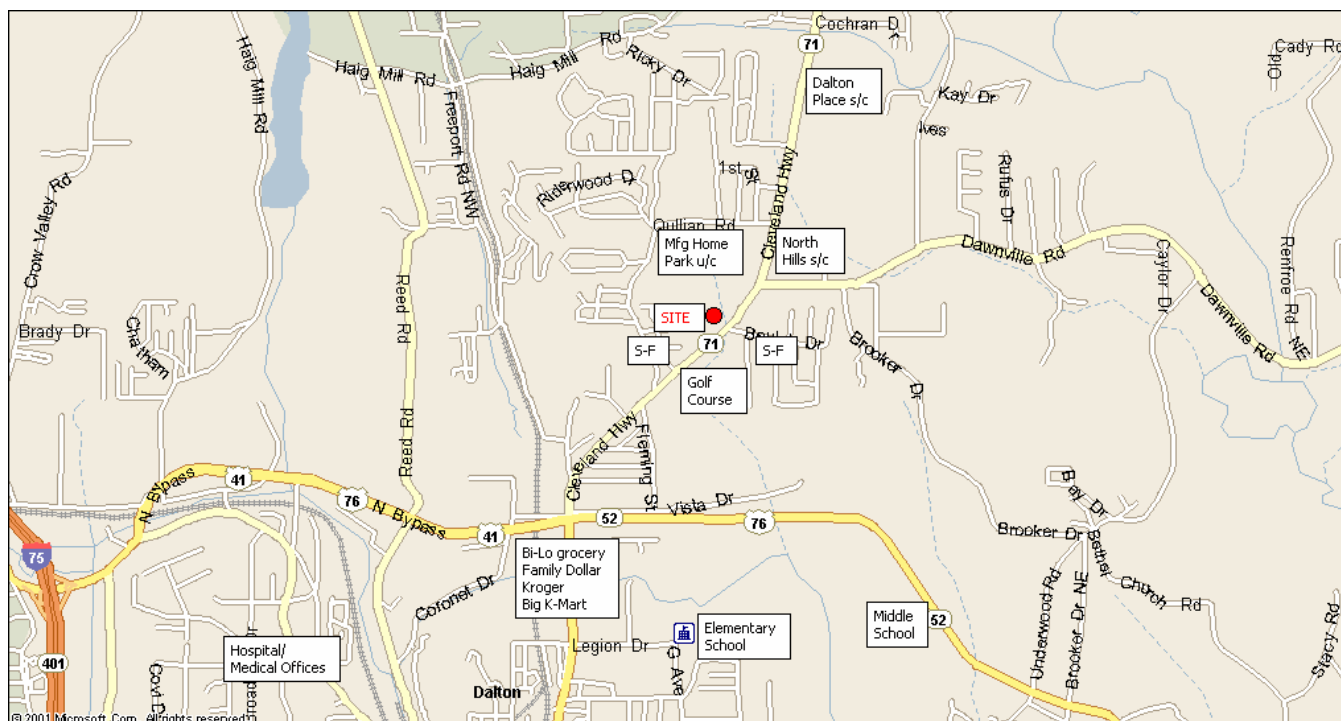 Cochran Dr
71
Haig Mill Rd
Haig Mill Rd
Haig Mill Rd
Ricky Dr
Cady Rd
Old
Dalton
Place s/c
Kay Dr
Ives
Freeport Rd NW
Cleveland Hwy
1st St
Rufus Dr
Crow Valley Rd
Quillian Rd
Mfg Home
Park u/c
North
Hills s/c
Dawnville Rd
Caylor Dr
Renfroe Rd NE
Reed Rd
SITE
Brady Dr
Chatham
71
S-F
S-F
Dr
Brooker Dr
Dawnville Rd
Golf
Course
Cleveland Hwy
Fleming St
Reed Rd
N Bypass
41
76
N Bypass
41
52
Vista Dr
76
Brooker Dr
75
Bi-Lo grocery
Family Dollar
Kroger
Big K-Mart
Coronet Dr
Underwood Rd
Brooker Dr NE
Church Rd
Stacy Rd
Middle
School
52
Elementary
School
Legion Dr
G Ave
Hospital/
Medical Offices
401
Dalton
© 2001 Microsoft Corp. All rights reserved.